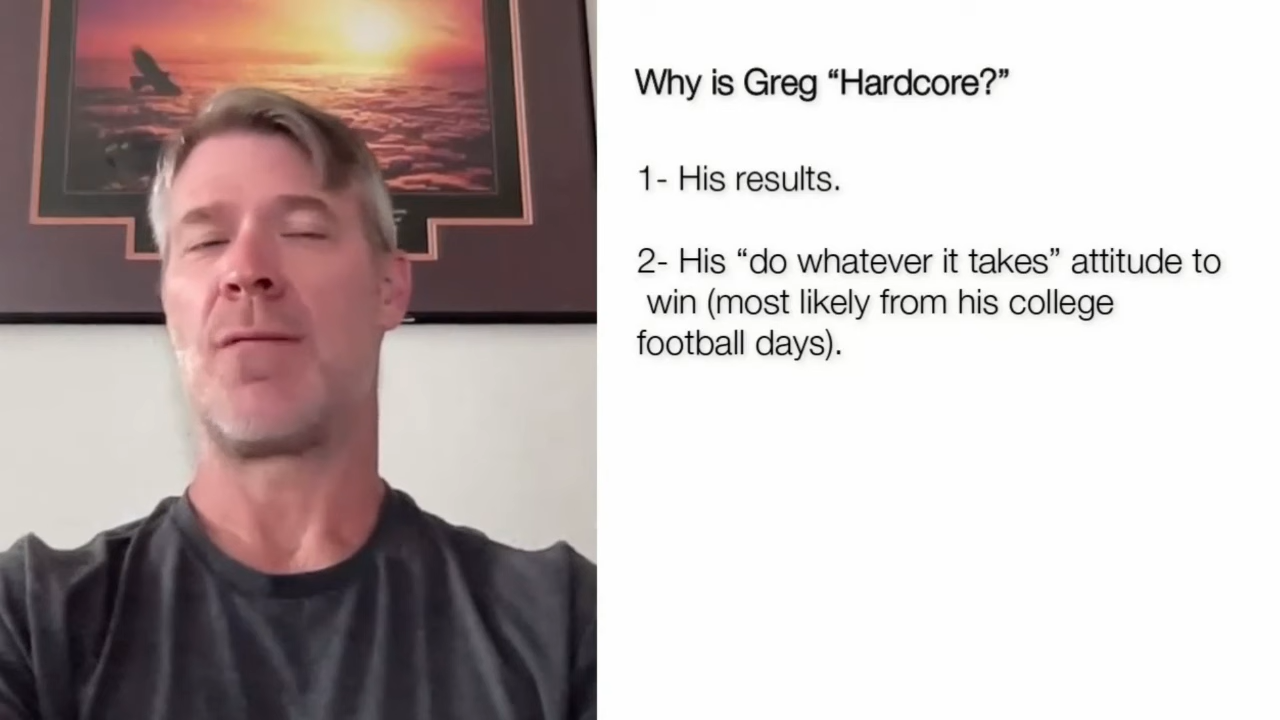 Why is Greg “Hardcore?”
1- His results.
2- His “do whatever it takes” attitude to
win (most likely from his college
football days).